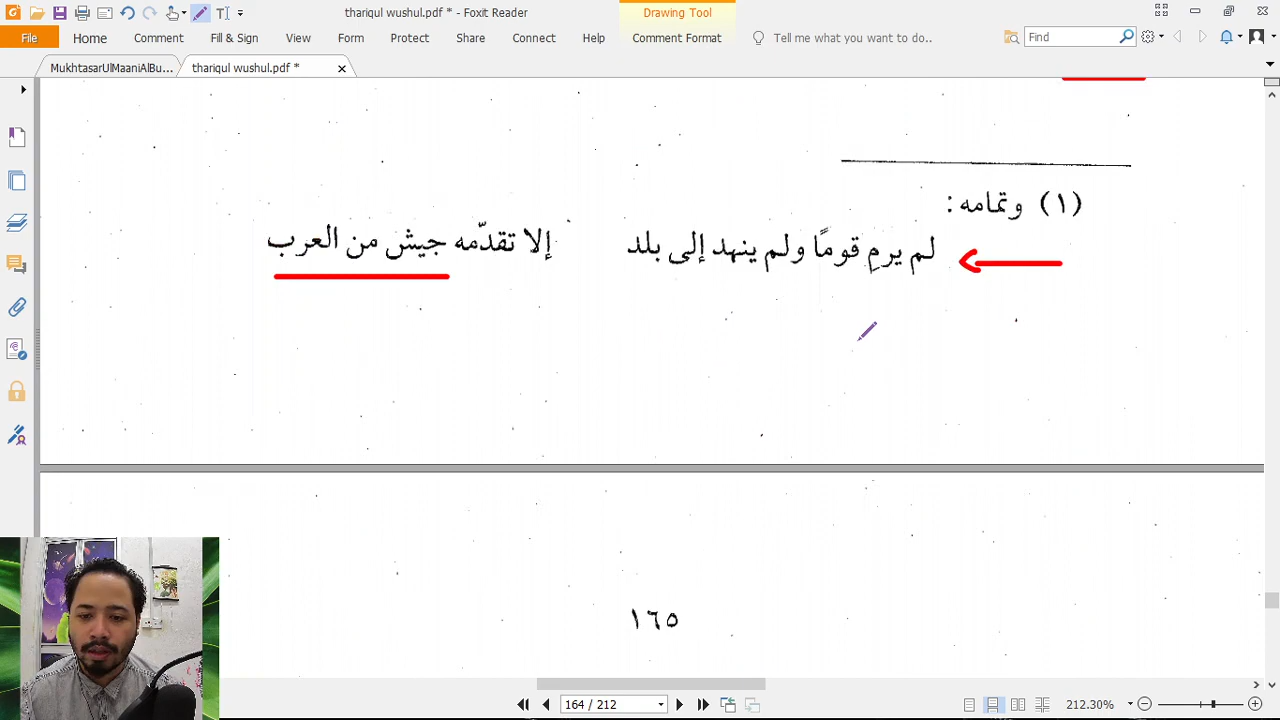 thariqul wushul.pdf * - Foxit Reader
Drawing Tool
File Home Comment Fill & Sign View Form Protect Share Connect Help Comment Format Tell me what you want to do.. Find
MukhtasarUlMaaniAlBu... thariqul wushul.pdf *
(١) وتمامه :
لم يرمِ قومًا ولم ينهد إلى بلد إلا تقدّمه جيش من العرب
١٦٥
164 / 212
212.30%